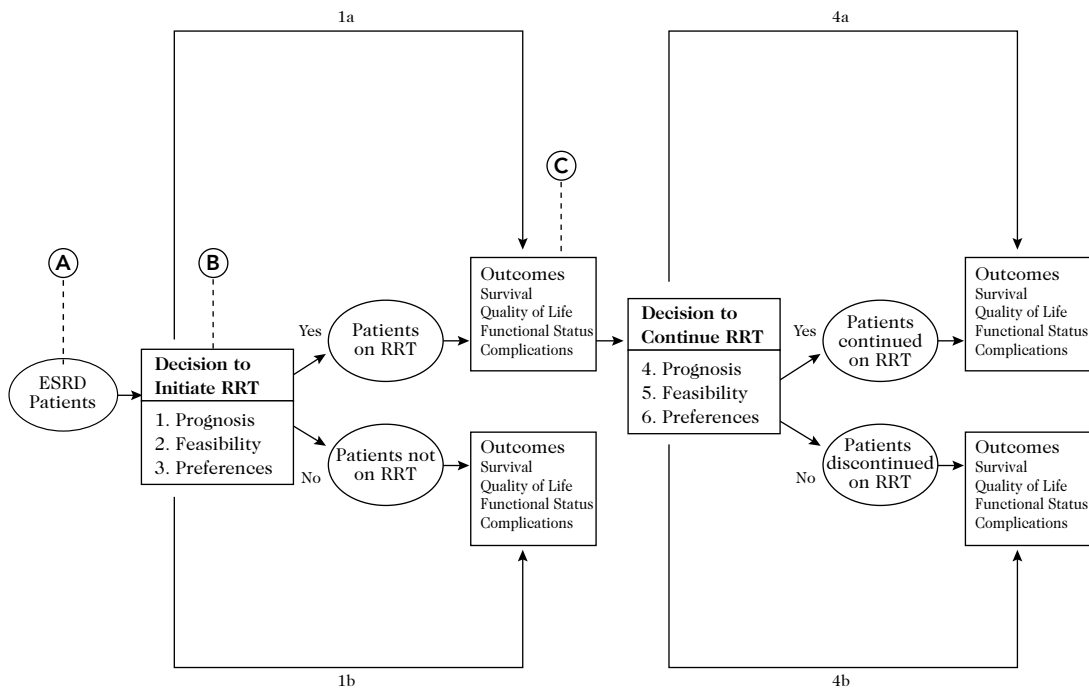 1a
4a
C
A
B
ESRD
Patients
Decision to
Initiate RRT
1. Prognosis
2. Feasibility
3. Preferences
Yes
Patients
on RRT
No
Patients not
on RRT
Outcomes
Survival
Quality of Life
Functional Status
Complications
Outcomes
Survival
Quality of Life
Functional Status
Complications
Decision to
Continue RRT
4. Prognosis
5. Feasibility
6. Preferences
Yes
Patients
continued
on RRT
No
Patients
discontinued
on RRT
Outcomes
Survival
Quality of Life
Functional Status
Complications
Outcomes
Survival
Quality of Life
Functional Status
Complications
1b
4b